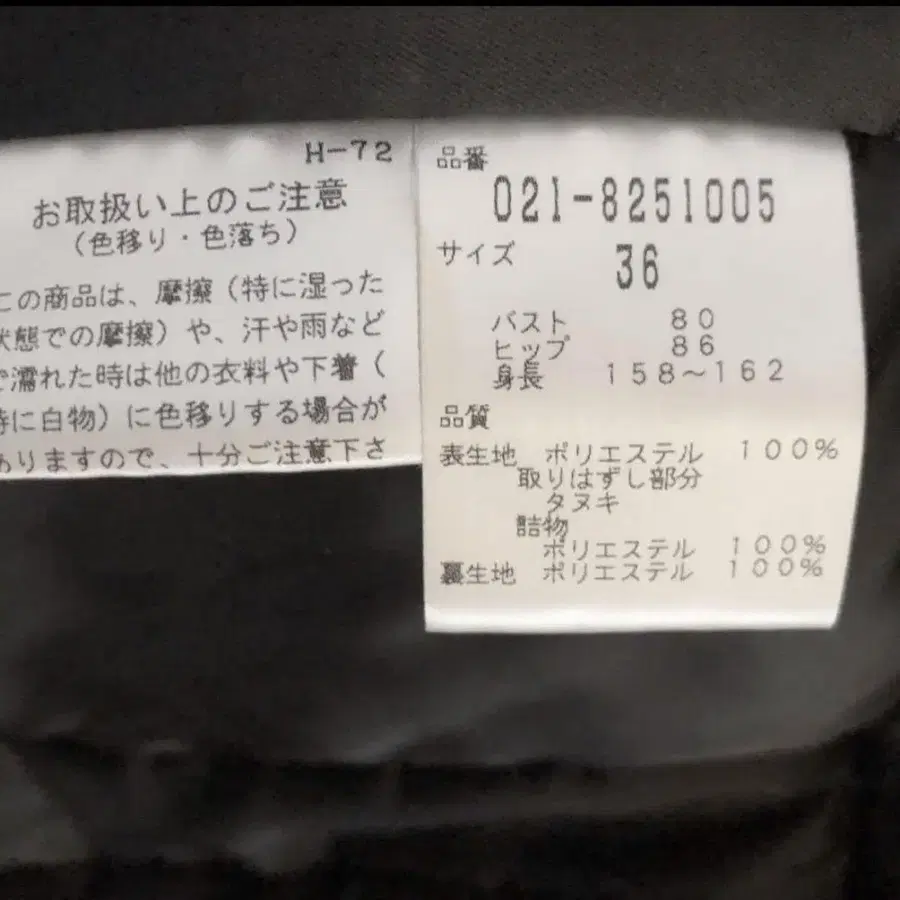 H-72
お取扱い上のご注意
(色移り・色落ち)
この商品は、摩擦(特に湿った
状態での摩擦)や、汗や雨など
で濡れた時は他の衣料や下着(
特に白物)に色移りする場合が
ありますので、十分ご注意下さ
品番
021-8251005
サイズ
36
バスト 80
ヒップ 86
身長 158~162
品質
表生地 ポリエステル 100%
取りはずし部分
タヌキ
詰物
ポリエステル 100%
裏生地 ポリエステル 100%